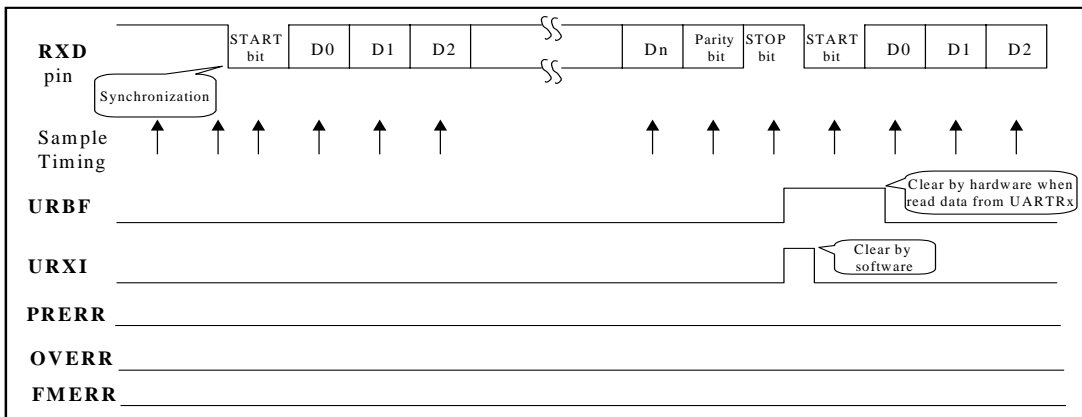 RXD
pin
START
bit
D0
D1
D2
Dn
Parity
bit
STOP
bit
START
bit
D0
D1
D2
Synchronization
Sample
Timing
URBF
Clear by hardware when
read data from UARTRx
URXI
Clear by
software
PRERR
OVERR
FMERR